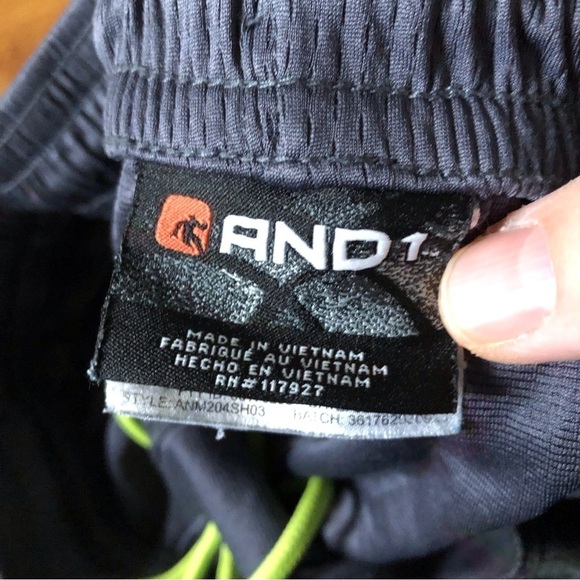 AND1
MADE IN VIETNAM
FABRIQUÉ AU VIETNAM
HECHO EN VIETNAM
RN#117927
STYLE: ANM204SH03 BATCH: